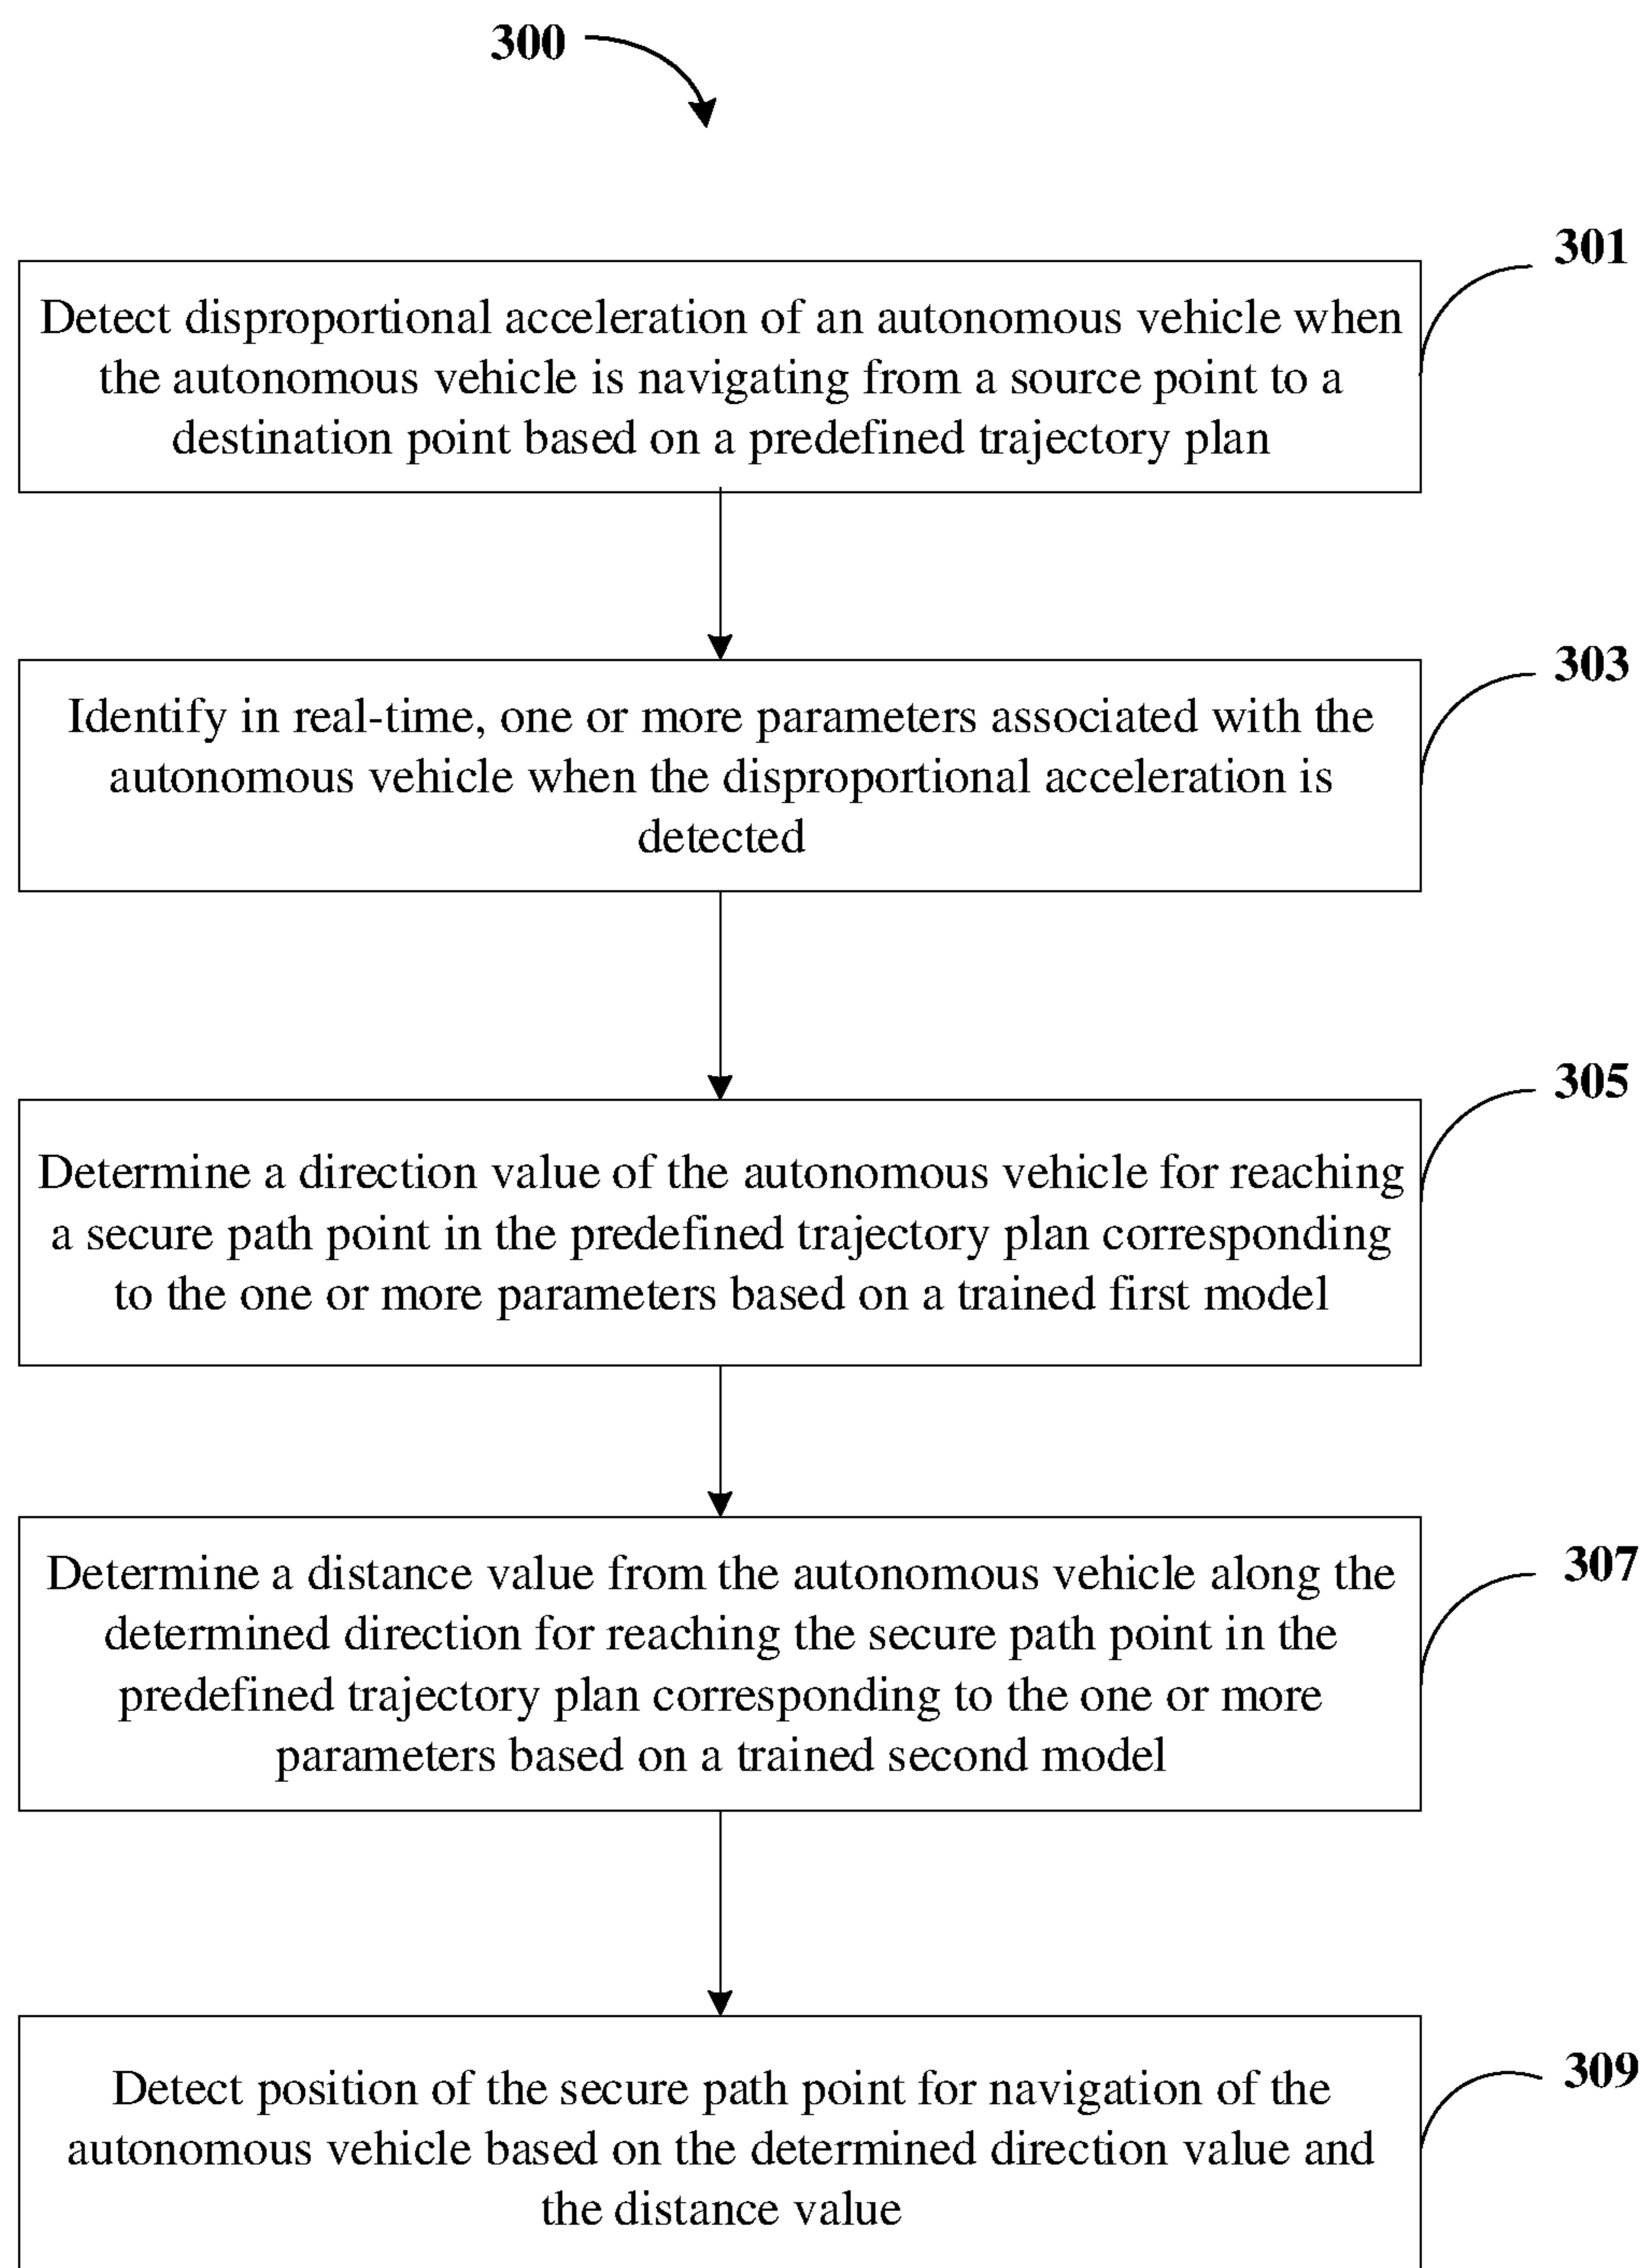 300
301
Detect disproportional acceleration of an autonomous vehicle when
the autonomous vehicle is navigating from a source point to a
destination point based on a predefined trajectory plan
303
Identify in real-time, one or more parameters associated with the
autonomous vehicle when the disproportional acceleration is
detected
305
Determine a direction value of the autonomous vehicle for reaching
a secure path point in the predefined trajectory plan corresponding
to the one or more parameters based on a trained first model
307
Determine a distance value from the autonomous vehicle along the
determined direction for reaching the secure path point in the
predefined trajectory plan corresponding to the one or more
parameters based on a trained second model
309
Detect position of the secure path point for navigation of the
autonomous vehicle based on the determined direction value and
the distance value